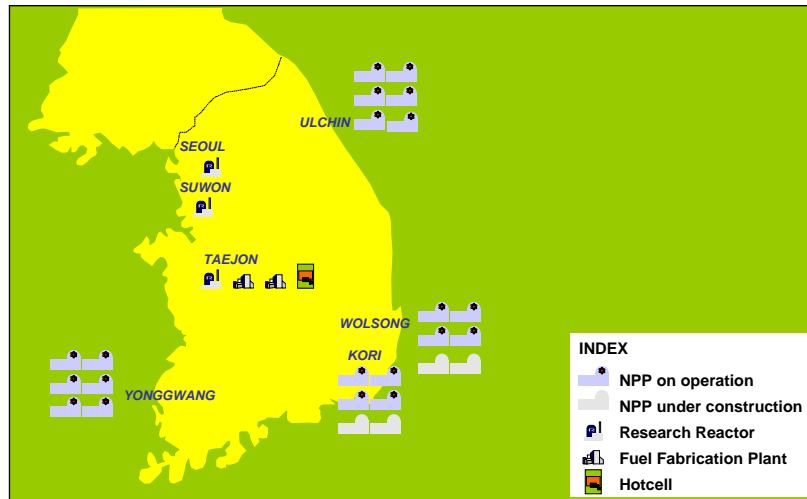 ULCHIN
SEOUL
SUWON
TAEJON
WOLSONG
KORI
YONGGWANG
INDEX
NPP on operation
NPP under construction
Research Reactor
Fuel Fabrication Plant
Hotcell